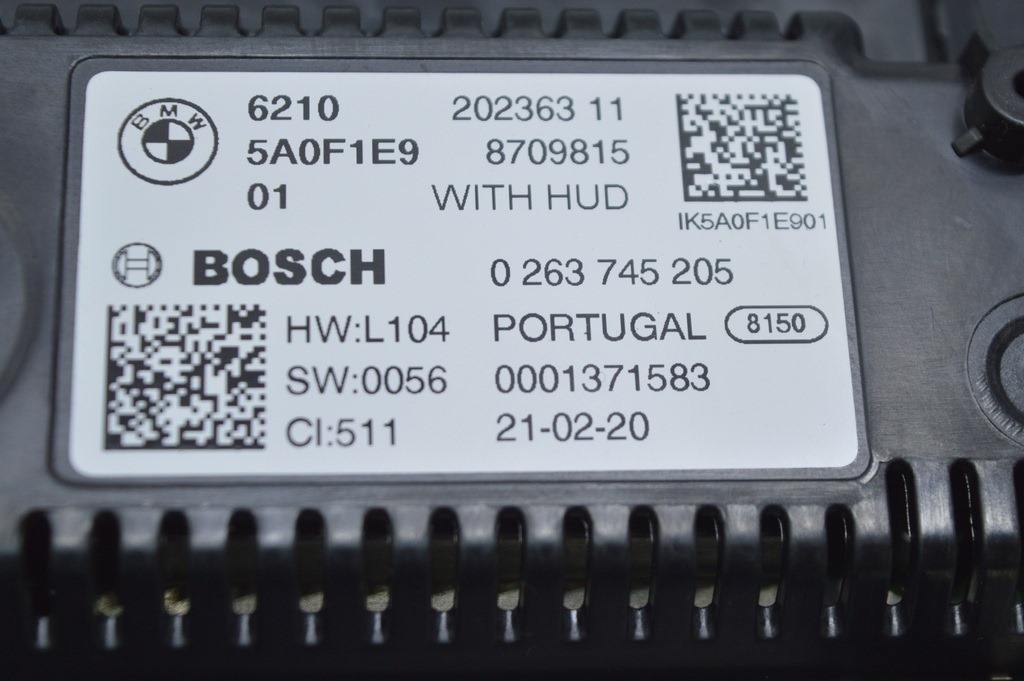 BMW 6210 202363 11
5A0F1E9 8709815
01 WITH HUD
IK5A0F1E901
BOSCH 0 263 745 205
HW:L104 PORTUGAL 8150
SW:0056 0001371583
CI:511 21-02-20